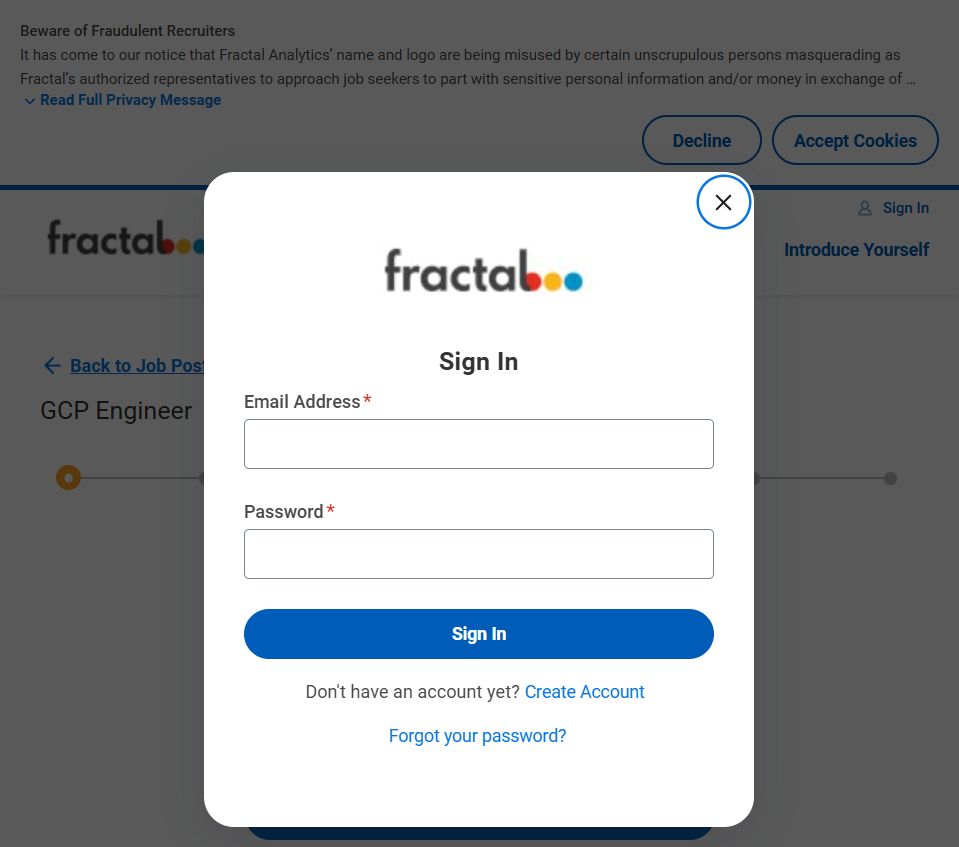 Beware of Fraudulent Recruiters
It has come to our notice that Fractal Analytics’ name and logo are being misused by certain unscrupulous persons masquerading as
Fractal’s authorized representatives to approach job seekers to part with sensitive personal information and/or money in exchange of ...
Read Full Privacy Message
Decline
Accept Cookies
fractal
Sign In
Introduce Yourself
fractal
Back to Job Post
GCP Engineer
Sign In
Email Address*
Password*
Sign In
Don't have an account yet? Create Account
Forgot your password?